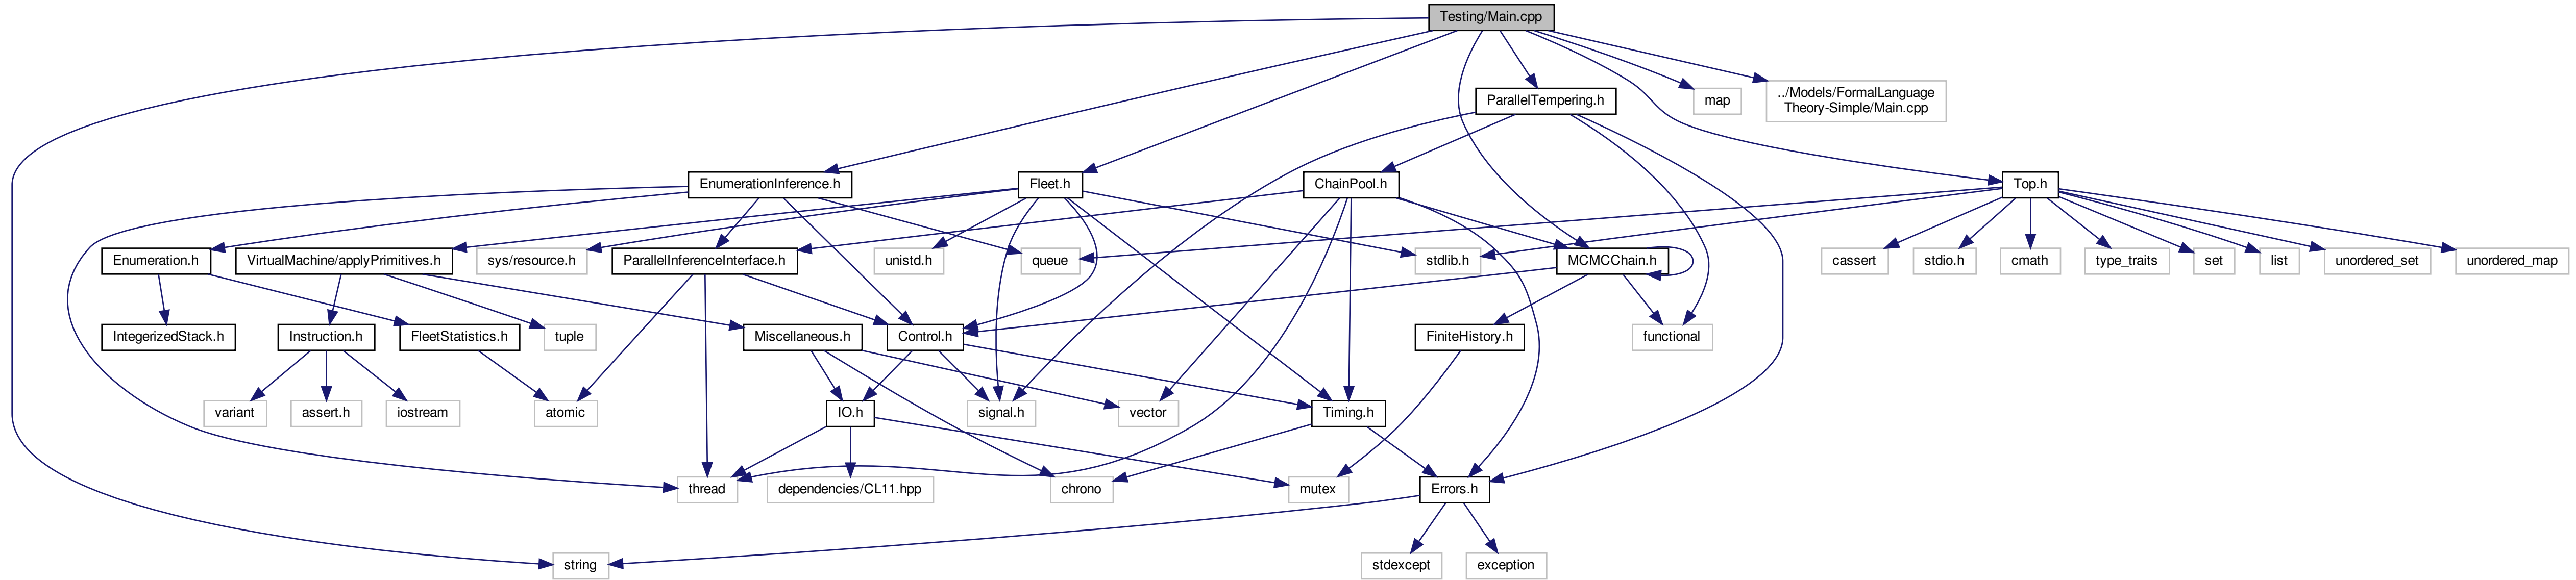 Testing/Main.cpp
ParallelTempering.h
map
../Models/FormalLanguage
Theory-Simple/Main.cpp
EnumerationInference.h
Fleet.h
ChainPool.h
Top.h
Enumeration.h
VirtualMachine/applyPrimitives.h
sys/resource.h
ParallelInferenceInterface.h
unistd.h
queue
stdlib.h
MCMCChain.h
cassert
stdio.h
cmath
type_traits
set
list
unordered_set
unordered_map
IntegerizedStack.h
Instruction.h
FleetStatistics.h
tuple
Miscellaneous.h
Control.h
FiniteHistory.h
functional
variant
assert.h
iostream
atomic
IO.h
signal.h
vector
Timing.h
thread
dependencies/CL11.hpp
chrono
mutex
Errors.h
string
stdexcept
exception